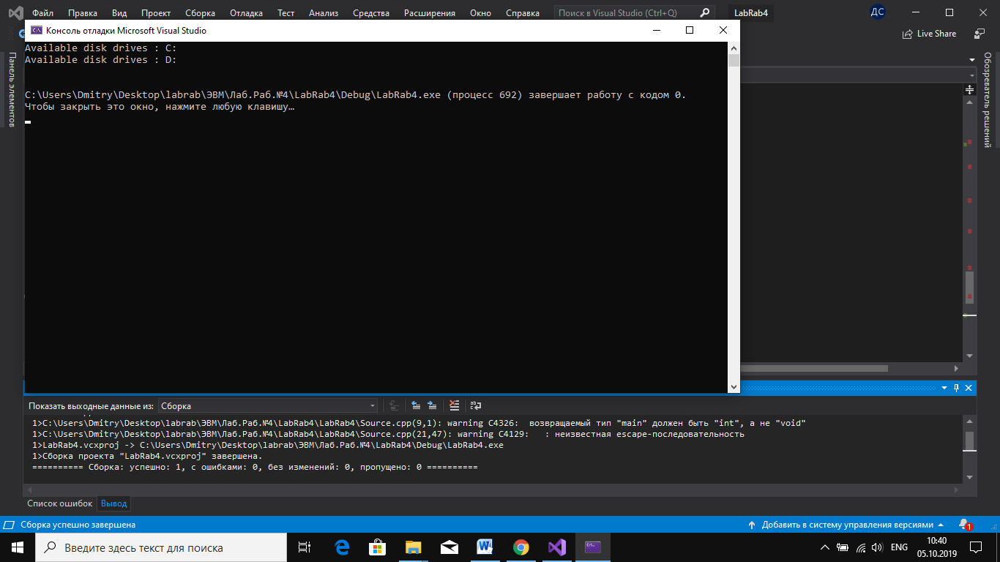 Файл Правка Вид Проект Сборка Отладка Тест Анализ Средства Расширения Окно Справка Поиск в Visual Studio (Ctrl+Q) LabRab4 ДС
Консоль отладки Microsoft Visual Studio
Live Share
Панель элементов
Обозреватель решений
Available disk drives : C:
Available disk drives : D:
C:\Users\Dmitry\Desktop\labrab\ЭВМ\Лаб.Раб.№4\LabRab4\Debug\LabRab4.exe (процесс 692) завершает работу с кодом 0.
Чтобы закрыть это окно, нажмите любую клавишу…
Показать выходные данные из: Сборка
1>C:\Users\Dmitry\Desktop\labrab\ЭВМ\Лаб.Раб.№4\LabRab4\LabRab4\Source.cpp(9,1): warning C4326:  возвращаемый тип "main" должен быть "int", а не "void"
1>C:\Users\Dmitry\Desktop\labrab\ЭВМ\Лаб.Раб.№4\LabRab4\LabRab4\Source.cpp(21,47): warning C4129:   : неизвестная escape-последовательность
1>LabRab4.vcxproj -> C:\Users\Dmitry\Desktop\labrab\ЭВМ\Лаб.Раб.№4\LabRab4\Debug\LabRab4.exe
1>Сборка проекта "LabRab4.vcxproj" завершена.
========== Сборка: успешно: 1, с ошибками: 0, без изменений: 0, пропущено: 0 ==========
Список ошибок Вывод
Сборка успешно завершена Добавить в систему управления версиями 1
Введите здесь текст для поиска ENG 10:40
05.10.2019